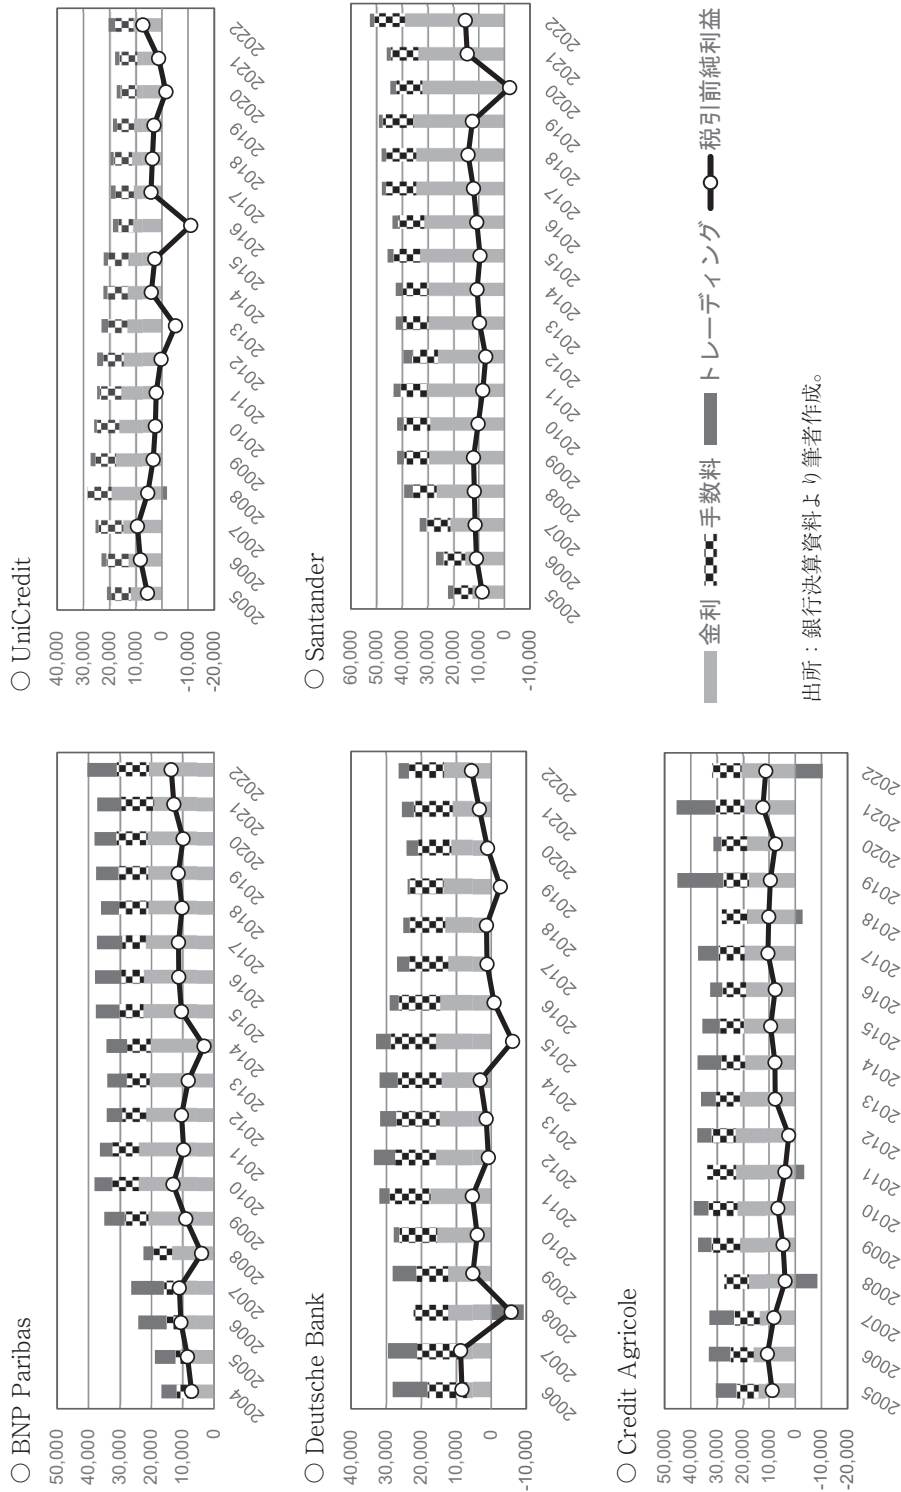 ○ BNP Paribas
50,000
40,000
30,000
20,000
10,000
0
2004 2005 2006 2007 2008 2009 2010 2011 2012 2013 2014 2015 2016 2017 2018 2019 2020 2021 2022
○ UniCredit
40,000
30,000
20,000
10,000
0
-10,000
-20,000
2005 2006 2007 2008 2009 2010 2011 2012 2013 2014 2015 2016 2017 2018 2019 2020 2021 2022
○ Deutsche Bank
40,000
30,000
20,000
10,000
0
-10,000
2006 2007 2008 2009 2010 2011 2012 2013 2014 2015 2016 2017 2018 2019 2020 2021 2022
○ Santander
60,000
50,000
40,000
30,000
20,000
10,000
0
-10,000
2005 2006 2007 2008 2009 2010 2011 2012 2013 2014 2015 2016 2017 2018 2019 2020 2021 2022
○ Credit Agricole
50,000
40,000
30,000
20,000
10,000
0
-10,000
-20,000
2005 2006 2007 2008 2009 2010 2011 2012 2013 2014 2015 2016 2017 2018 2019 2020 2021 2022
金利 手数料 トレーディング 税引前純利益
出所：銀行決算資料より筆者作成。